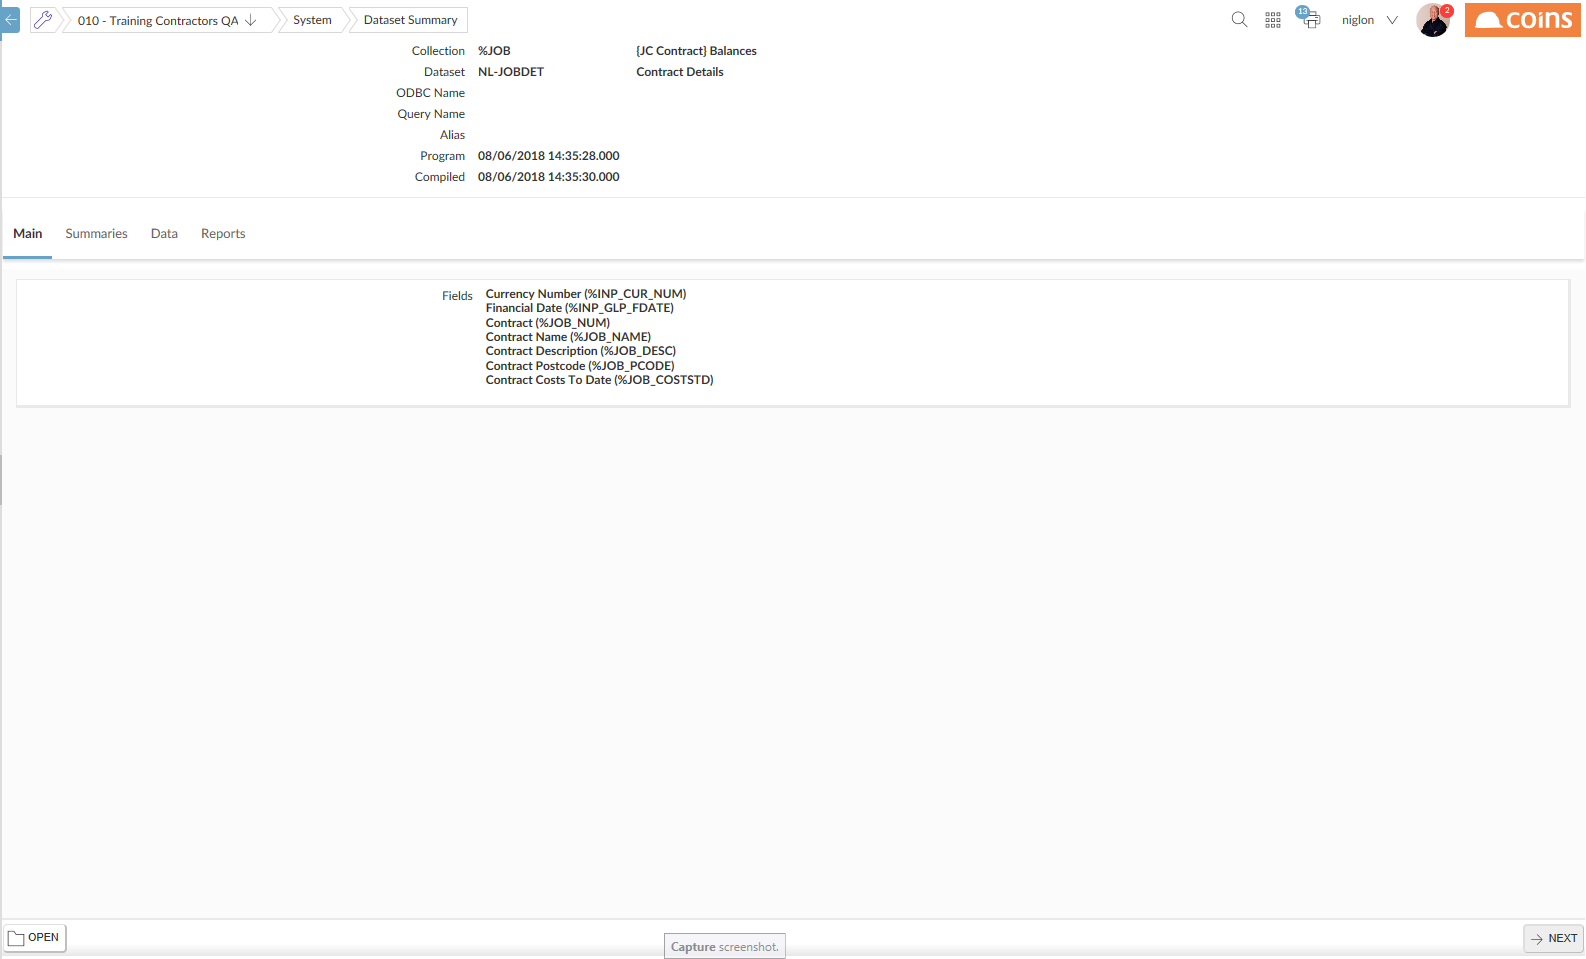 010 - Training Contractors QA
System
Dataset Summary
13
niglon
2
coins
Collection %JOB {JC Contract} Balances
Dataset NL-JOBDET Contract Details
ODBC Name
Query Name
Alias
Program 08/06/2018 14:35:28.000
Compiled 08/06/2018 14:35:30.000
Main Summaries Data Reports
Fields Currency Number (%INP_CUR_NUM)
Financial Date (%INP_GLP_FDATE)
Contract (%JOB_NUM)
Contract Name (%JOB_NAME)
Contract Description (%JOB_DESC)
Contract Postcode (%JOB_PCODE)
Contract Costs To Date (%JOB_COSTSTD)
OPEN
Capture screenshot.
NEXT